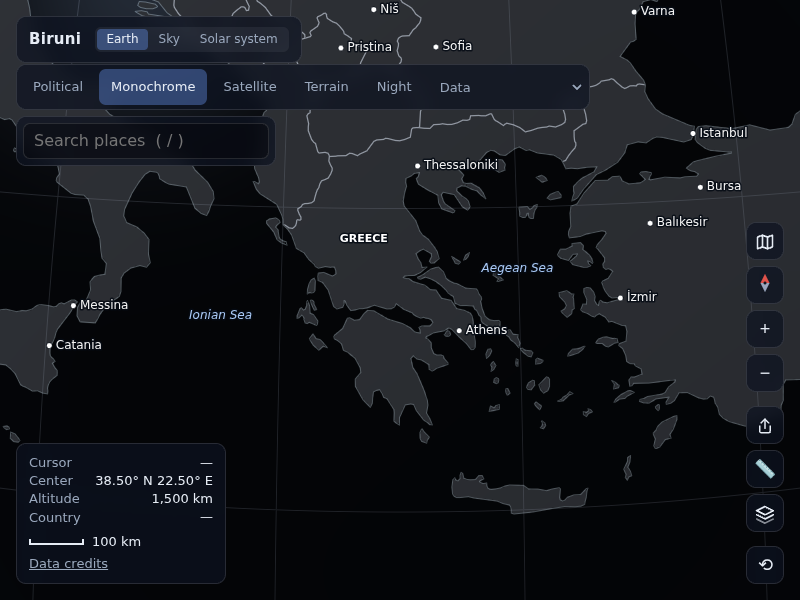 Niš
Varna
Biruni
Earth
Sky
Solar system
Pristina
Sofia
Political
Monochrome
Satellite
Terrain
Night
Data
Search places ( / )
Istanbul
Thessaloniki
Bursa
Balıkesir
GREECE
Aegean Sea
Messina
Ionian Sea
İzmir
Athens
Catania
+
−
Cursor —
Center 38.50° N 22.50° E
Altitude 1,500 km
Country —
100 km
Data credits